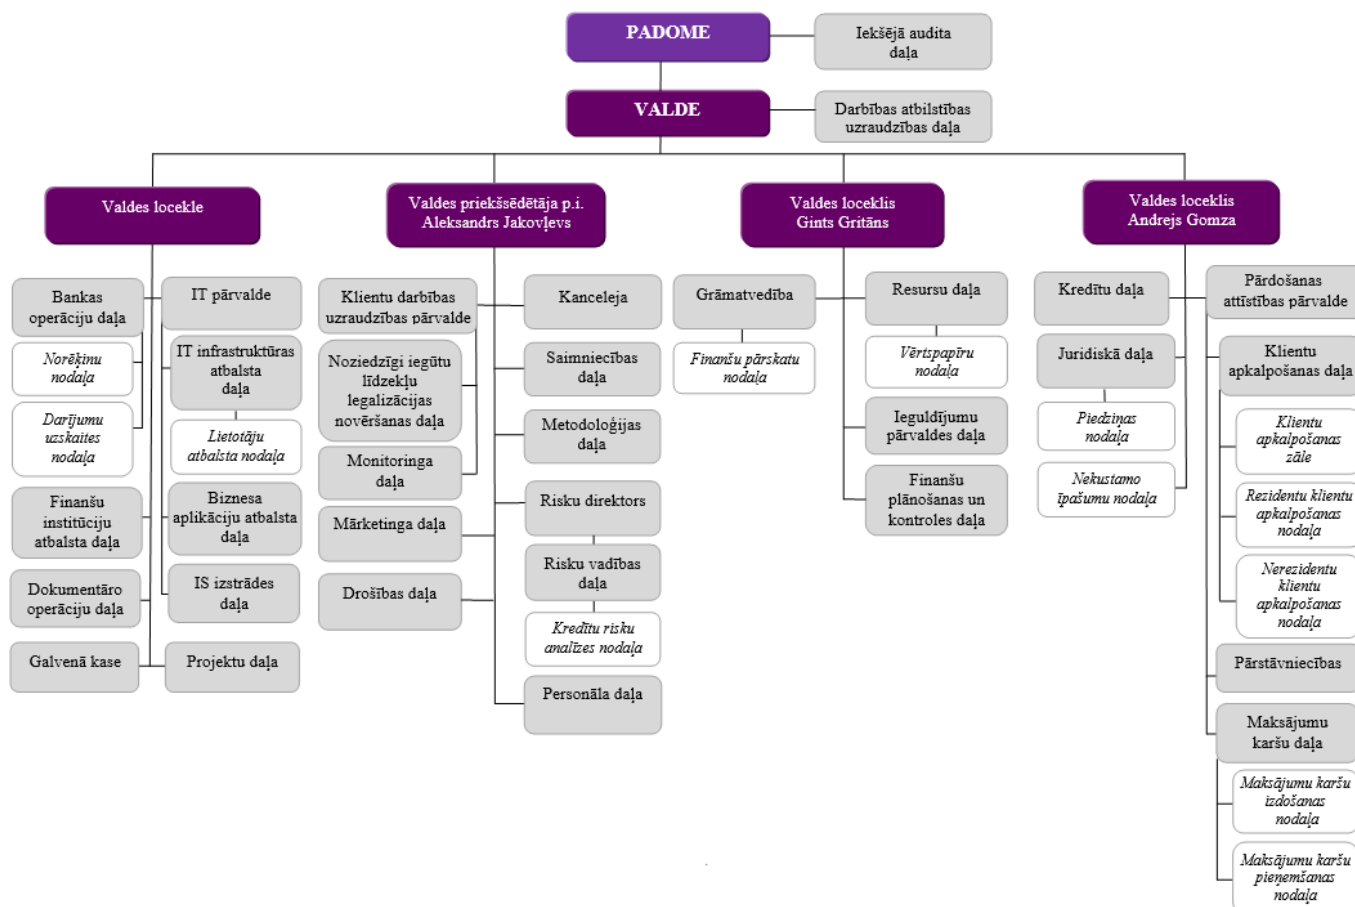 PADOME
Iekšējā audita
daļa
VALDE
Darbības atbilstības
uzraudzības daļa
Valdes locekle
Valdes priekšsēdētāja p.i.
Aleksandrs Jakovļevs
Valdes loceklis
Gints Gritāns
Valdes loceklis
Andrejs Gomza
Bankas
operāciju daļa
Norēķinu
nodaļa
Darījumu
uzskaites
nodaļa
Finanšu
institūciju
atbalsta daļa
Dokumentāro
operāciju daļa
Galvenā kase
IT pārvalde
IT infrastruktūras
atbalsta
daļa
Lietotāju
atbalsta nodaļa
Biznesa
aplikāciju atbalsta
daļa
IS izstrādes
daļa
Projektu daļa
Klientu darbības
uzraudzības pārvalde
Noziedzīgi iegūtu
līdzekļu
legalizācijas
novēršanas daļa
Monitoringa
daļa
Mārketinga daļa
Drošības daļa
Kanceleja
Saimniecības
daļa
Metodoloģijas
daļa
Risku direktors
Risku vadības
daļa
Kredītu risku
analīzes nodaļa
Personāla daļa
Grāmatvedība
Finanšu pārskatu
nodaļa
Resursu daļa
Vērtspapīru
nodaļa
Ieguldījumu
pārvaldes daļa
Finanšu
plānošanas un
kontroles daļa
Kredītu daļa
Juridiskā daļa
Piedziņas
nodaļa
Nekustamo
īpašumu nodaļa
Pārdošanas
attīstības pārvalde
Klientu
apkalpošanas daļa
Klientu
apkalpošanas
zāle
Rezidentu klientu
apkalpošanas
nodaļa
Nerezidentu
klientu
apkalpošanas
nodaļa
Pārstāvniecības
Maksājumu
karšu daļa
Maksājumu karšu
izdošanas
nodaļa
Maksājumu karšu
pieņemšanas
nodaļa